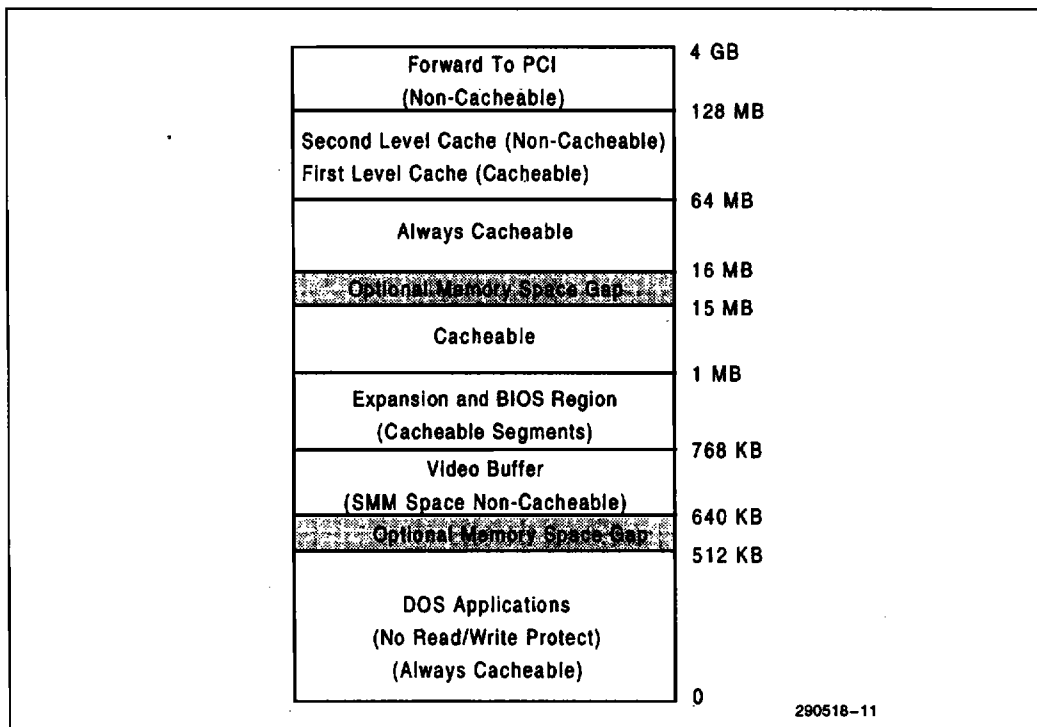 4 GB
Forward To PCI
(Non-Cacheable)
128 MB
Second Level Cache (Non-Cacheable)
First Level Cache (Cacheable)
64 MB
Always Cacheable
16 MB
Optional Memory Space Gap
15 MB
Cacheable
1 MB
Expansion and BIOS Region
(Cacheable Segments)
768 KB
Video Buffer
(SMM Space Non-Cacheable)
640 KB
Optional Memory Space Gap
512 KB
DOS Applications
(No Read/Write Protect)
(Always Cacheable)
0
290518-11